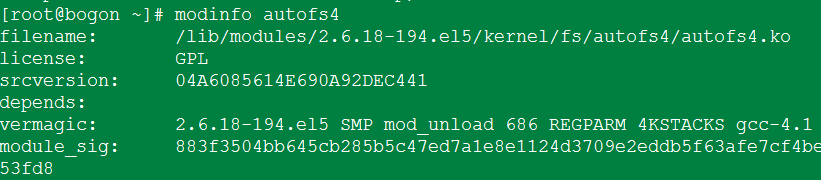 [root@bogon ~]# modinfo autofs4
filename:       /lib/modules/2.6.18-194.el5/kernel/fs/autofs4/autofs4.ko
license:        GPL
srcversion:     04A6085614E690A92DEC441
depends:
vermagic:       2.6.18-194.el5 SMP mod_unload 686 REGPARM 4KSTACKS gcc-4.1
module_sig:     883f3504bb645cb285b5c47ed7a1e8e1124d3709e2eddb5f63afe7cf4be
53fd8